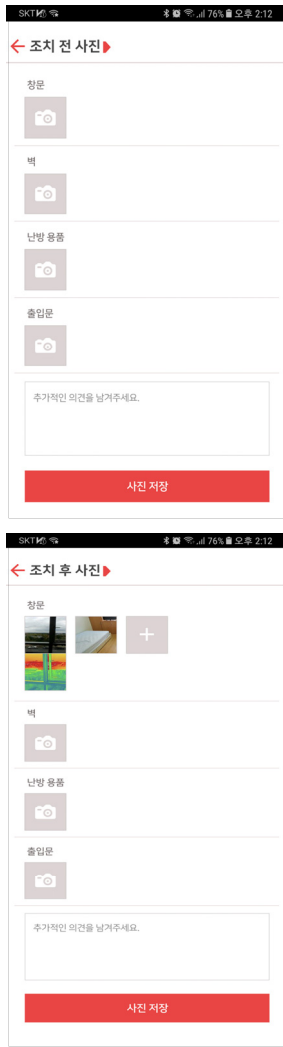 SKT 76% 오후 2:12
조치 전 사진
창문
벽
난방 용품
출입문
추가적인 의견을 남겨주세요.
사진 저장
SKT 76% 오후 2:12
조치 후 사진
창문
벽
난방 용품
출입문
추가적인 의견을 남겨주세요.
사진 저장